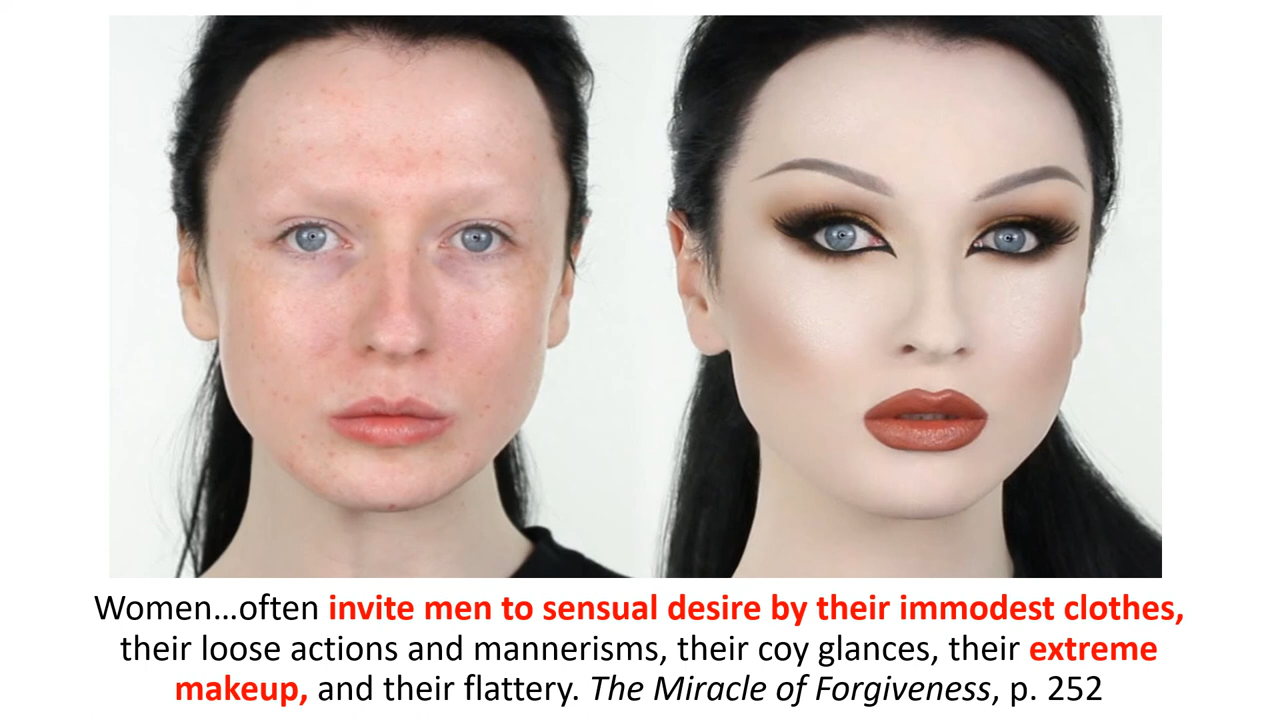 Women…often invite men to sensual desire by their immodest clothes,
their loose actions and mannerisms, their coy glances, their extreme
makeup, and their flattery. The Miracle of Forgiveness, p. 252